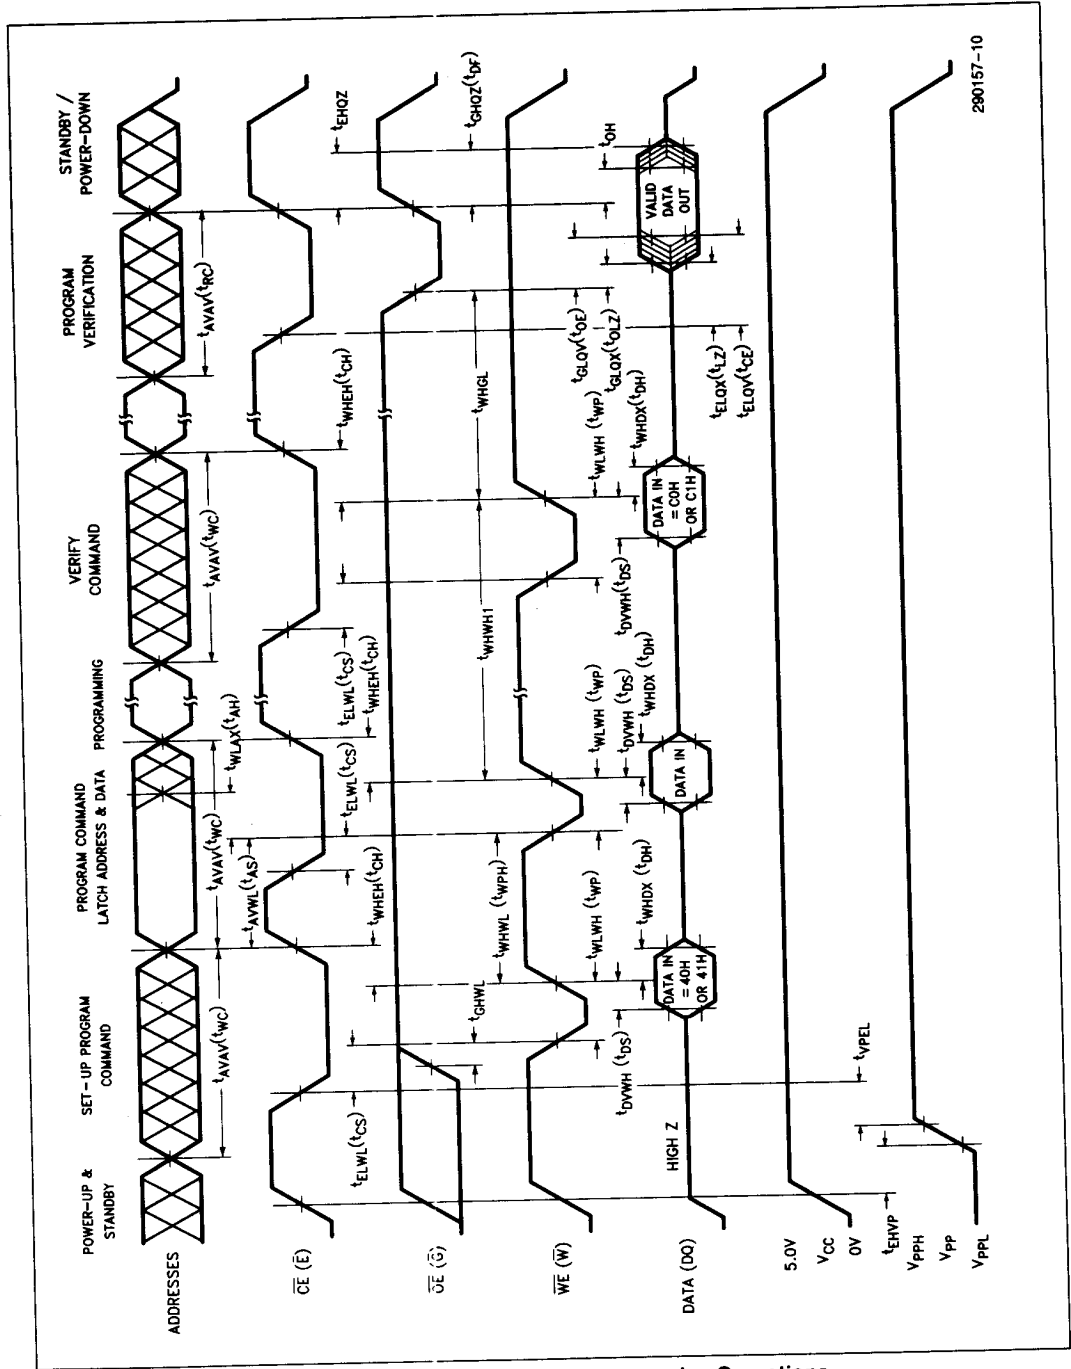 POWER-UP &
STANDBY
SET-UP PROGRAM
COMMAND
PROGRAM COMMAND
LATCH ADDRESS & DATA
PROGRAMMING
VERIFY
COMMAND
PROGRAM
VERIFICATION
STANDBY /
POWER-DOWN
ADDRESSES
tAVAV(tWC)
tAVAV(tWC)
tAVWL(tAS)
tWLAX(tAH)
tAVAV(tWC)
tAVAV(tRC)
CE (E)
tELWL(tCS)
tWHEH(tCH)
tELWL(tCS)
tWHEH(tCH)
tELWL(tCS)
tWHEH(tCH)
tEHQZ
OE (G)
tGHWL
tWHWL (tWPH)
tWHWH1
tWHGL
tGHQZ(tDF)
WE (W)
tWLWH (tWP)
tWLWH (tWP)
tWLWH (tWP)
tGLQV(tOE)
tGLQX(tOLZ)
tOH
tDVWH (tDS)
tWHDX (tDH)
tDVWH (tDS)
tWHDX (tDH)
tDVWH(tDS)
tWHDX(tDH)
DATA (DQ)
HIGH Z
DATA IN
= 40H
OR 41H
DATA IN
DATA IN
= C0H
OR C1H
VALID
DATA
OUT
tELQX(tLZ)
tELQV(tCE)
5.0V
VCC
0V
tEHVP
tVPEL
VPPH
VPP
VPPL
290157-10